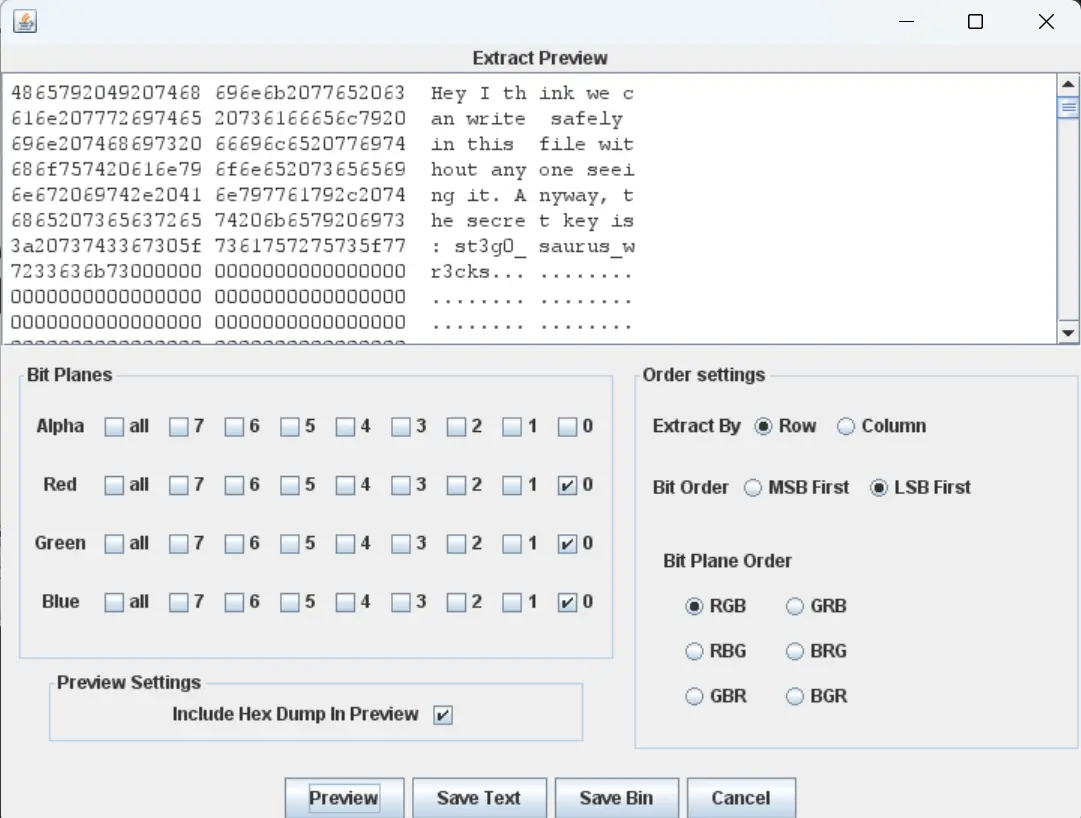 Extract Preview
4865792049207468 696e6b2077652063 Hey I th ink we c
616e207772697465 20736166656c7920 an write  safely
696e207468697320 66696c6520776974 in this  file wit
686f757420616e79 6f6e652073656569 hout any one seei
6e672069742e2041 6e797761792c2074 ng it. A nyway, t
6865207365637265 74206b6579206973 he secre t key is
3a2073743367305f 7361757275735f77 : st3g0_ saurus_w
7233636b73000000 0000000000000000 r3cks... ........
0000000000000000 0000000000000000 ........ ........
0000000000000000 0000000000000000 ........ ........
Bit Planes
Alpha all 7 6 5 4 3 2 1 0
Red all 7 6 5 4 3 2 1 0
Green all 7 6 5 4 3 2 1 0
Blue all 7 6 5 4 3 2 1 0
Preview Settings
Include Hex Dump In Preview
Order settings
Extract By Row Column
Bit Order MSB First LSB First
Bit Plane Order
RGB GRB
RBG BRG
GBR BGR
Preview Save Text Save Bin Cancel